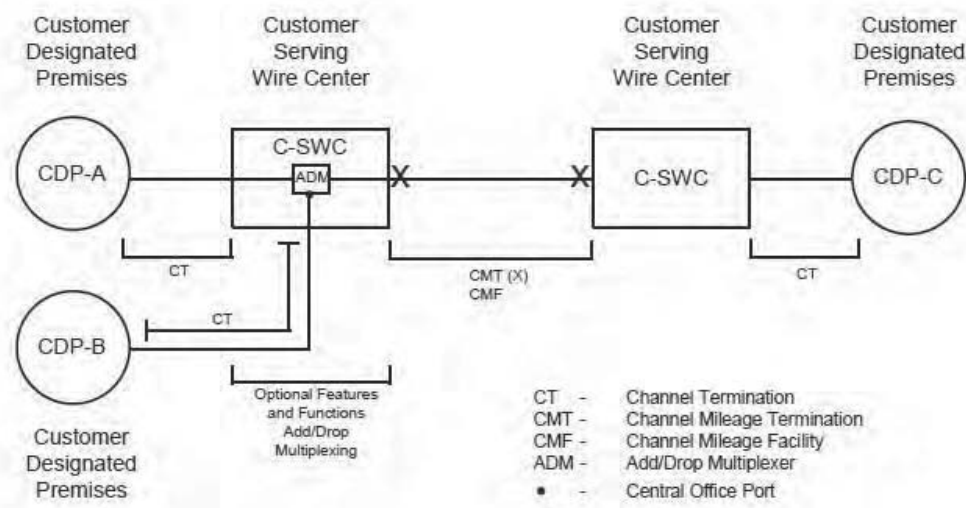 Customer
Designated
Premises
Customer
Serving
Wire Center
Customer
Serving
Wire Center
Customer
Designated
Premises
CDP-A
C-SWC
ADM
X
X
C-SWC
CDP-C
CT
CMT (X)
CMF
CT
CT
CDP-B
Optional Features
and Functions
Add/Drop
Multiplexing
Customer
Designated
Premises
CT - Channel Termination
CMT - Channel Mileage Termination
CMF - Channel Mileage Facility
ADM - Add/Drop Multiplexer
• - Central Office Port